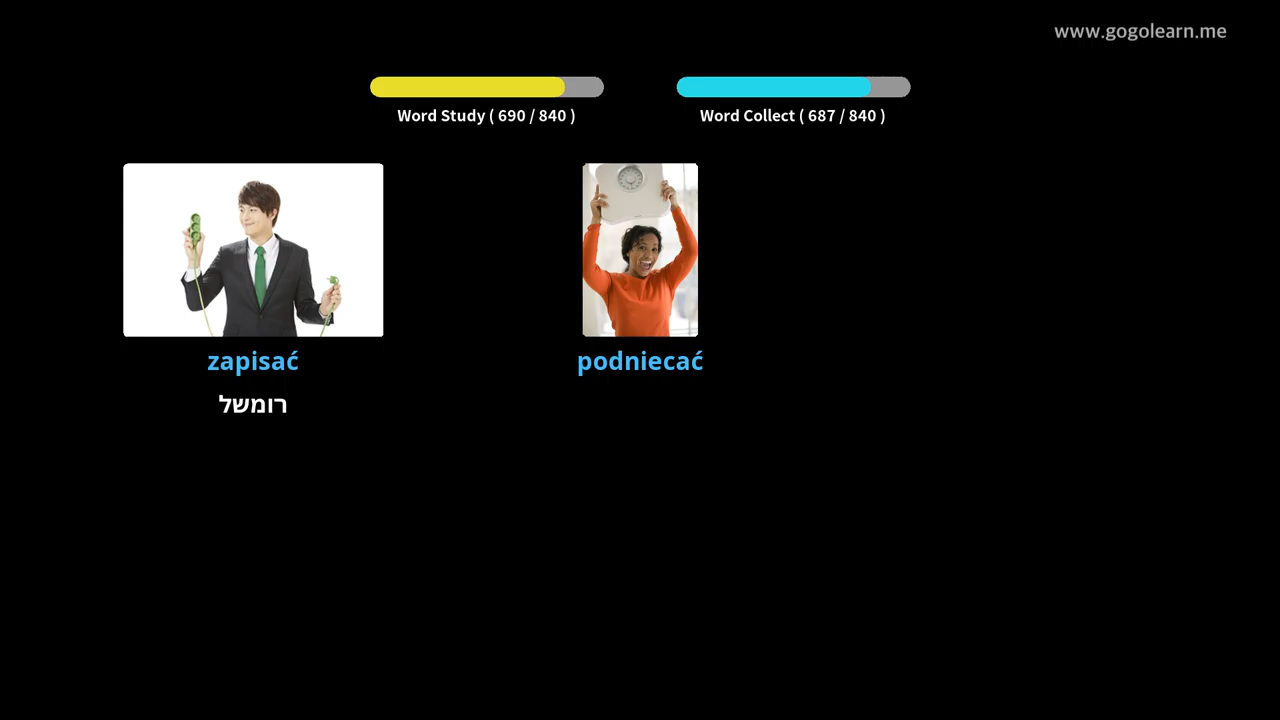 www.gogolearn.me
Word Study ( 690 / 840 )
Word Collect ( 687 / 840 )
zapisać
podniecać
רומשל